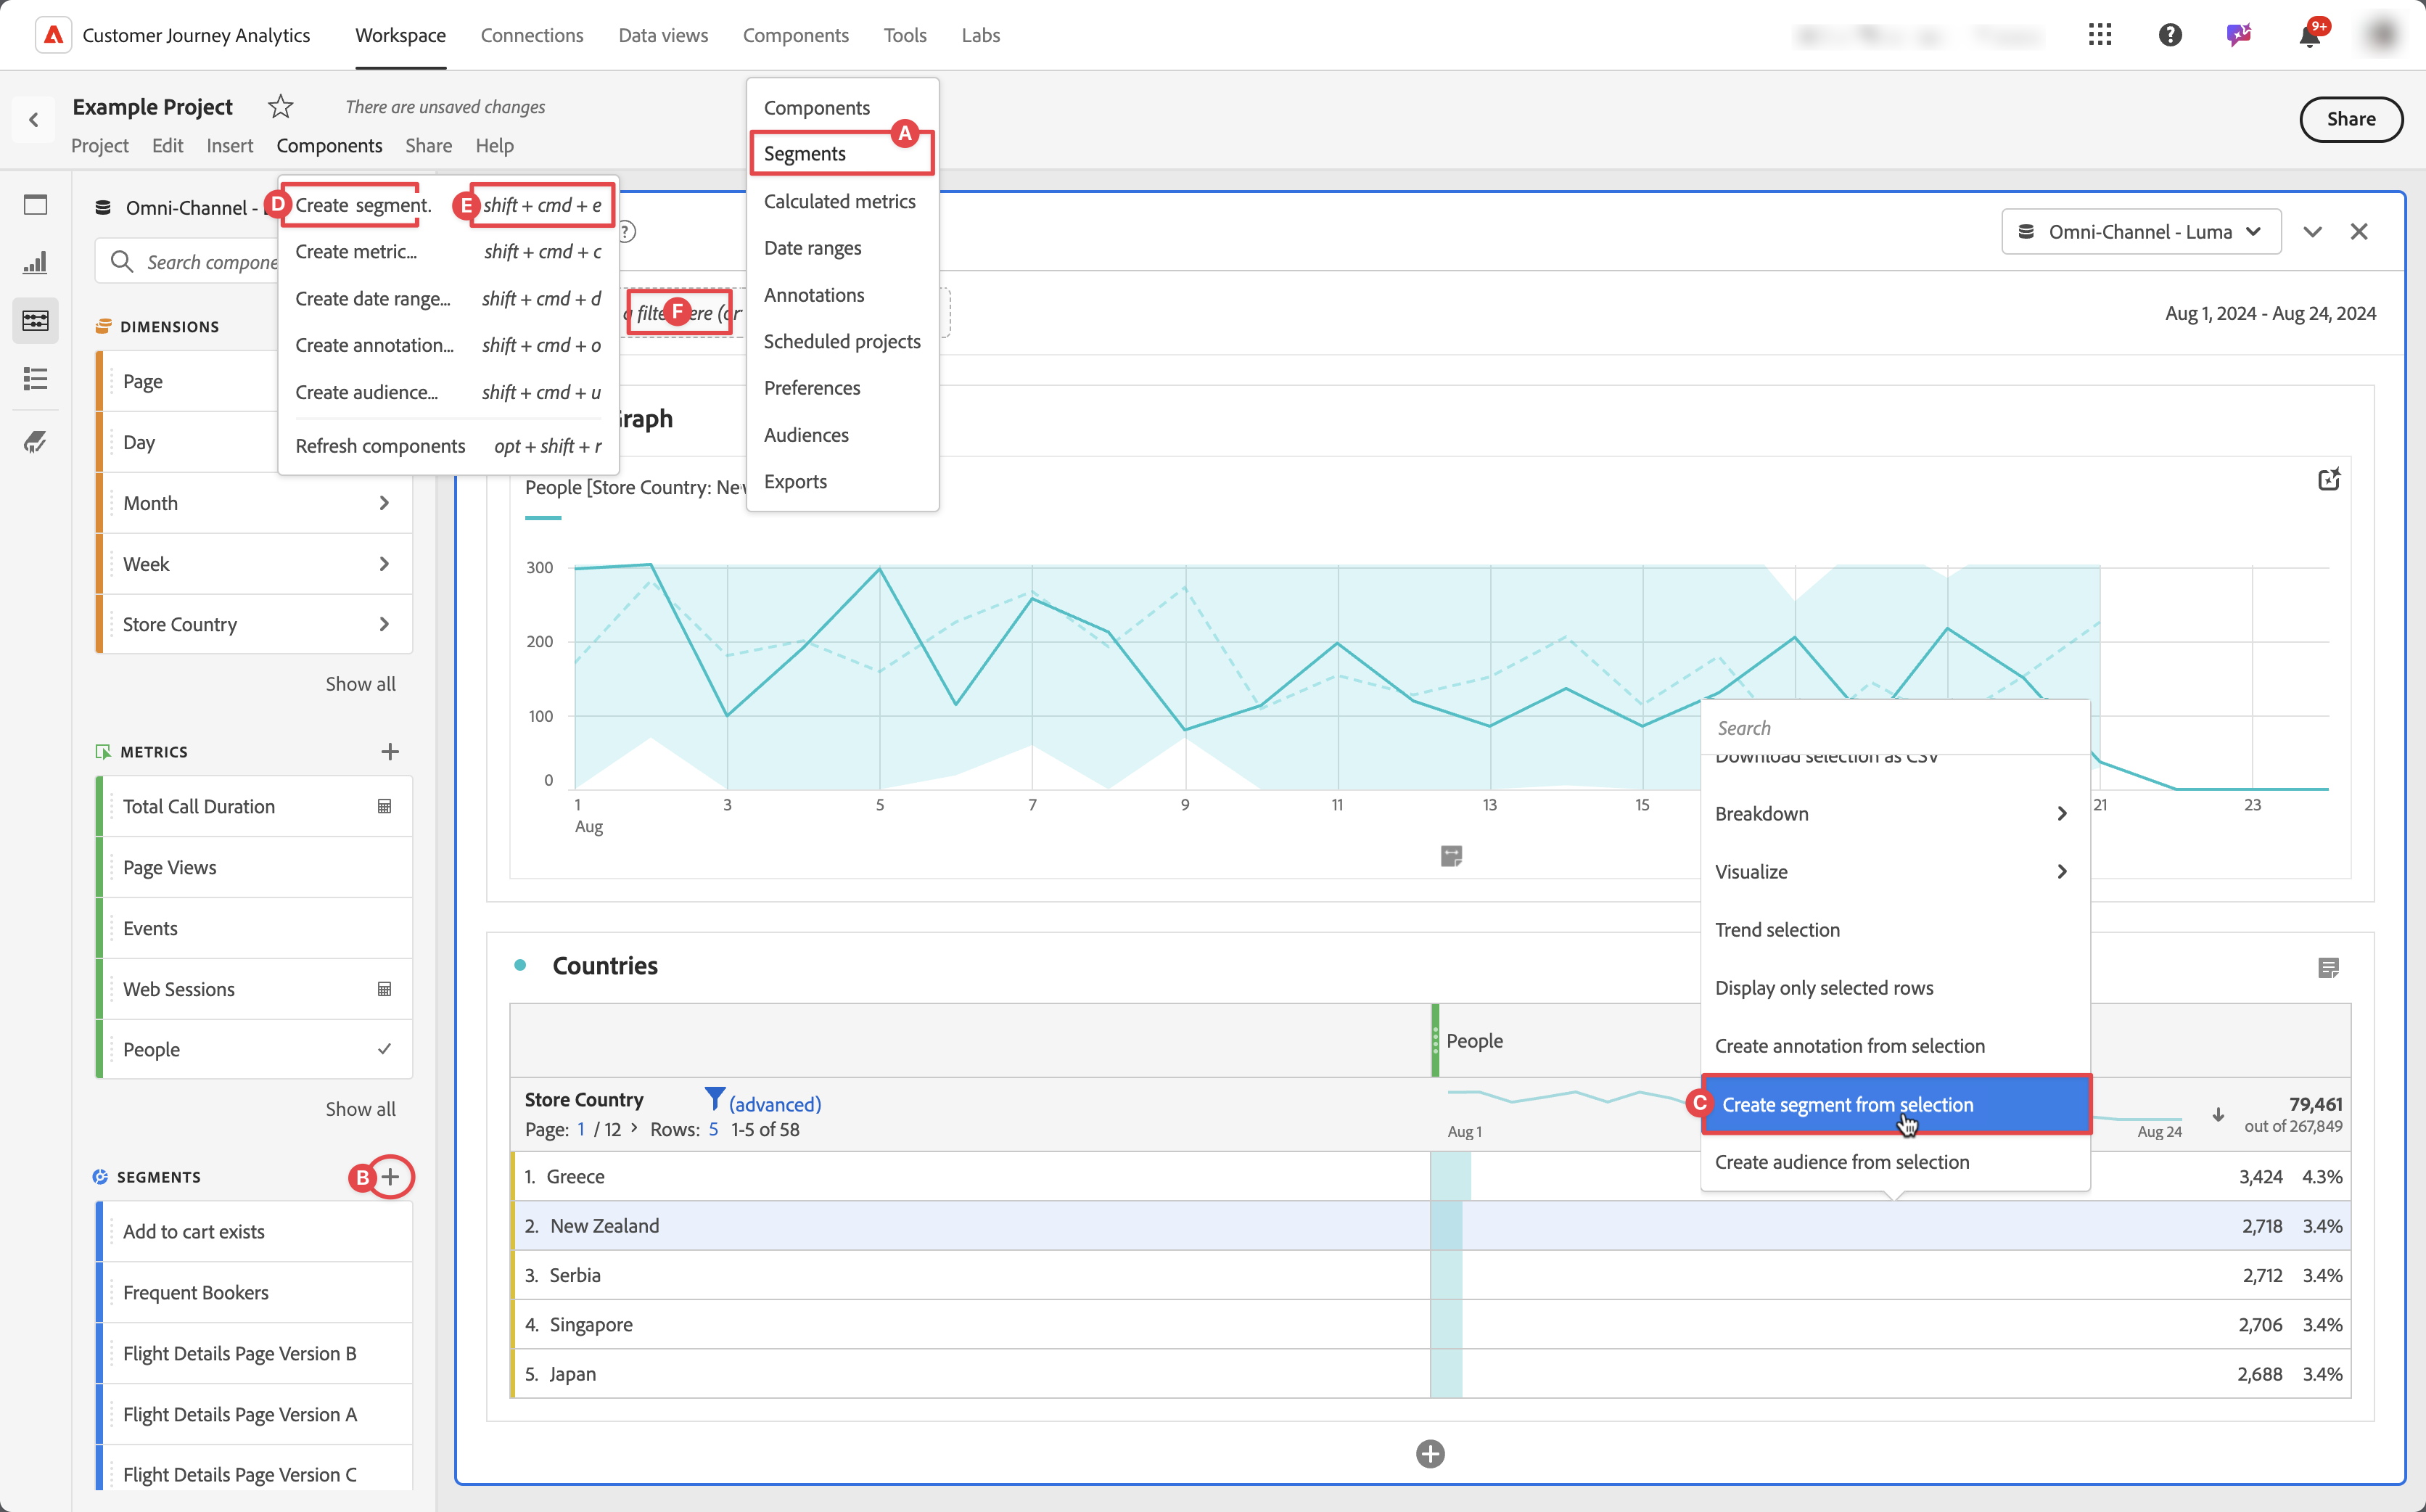 Customer Journey Analytics
Workspace
Connections
Data views
Components
Tools
Labs
9+
Example Project
There are unsaved changes
Share
Project
Edit
Insert
Components
Share
Help
Components
A
Segments
Calculated metrics
Date ranges
Annotations
Scheduled projects
Preferences
Audiences
Exports
D
Create segment.
E
shift + cmd + e
Create metric...
shift + cmd + c
Create date range...
shift + cmd + d
Create annotation...
shift + cmd + o
Create audience...
shift + cmd + u
Refresh components
opt + shift + r
Omni-Channel -
Search
DIMENSIONS
Page
Day
Month
Week
Store Country
Show all
METRICS
Total Call Duration
Page Views
Events
Web Sessions
People
Show all
SEGMENTS
B
Add to cart exists
Frequent Bookers
Flight Details Page Version B
Flight Details Page Version A
Flight Details Page Version C
Omni-Channel - Luma
F
Aug 1, 2024 - Aug 24, 2024
People [Store Country:
300
200
100
0
1
3
5
7
9
11
13
15
21
23
Aug
Search
Download selection as CSV
Breakdown
Visualize
Trend selection
Display only selected rows
Create annotation from selection
C
Create segment from selection
Create audience from selection
Countries
People
Store Country
(advanced)
Page: 1 / 12 > Rows: 5 1-5 of 58
Aug 1
Aug 24
79,461
out of 267,849
1. Greece 3,424 4.3%
2. New Zealand 2,718 3.4%
3. Serbia 2,712 3.4%
4. Singapore 2,706 3.4%
5. Japan 2,688 3.4%